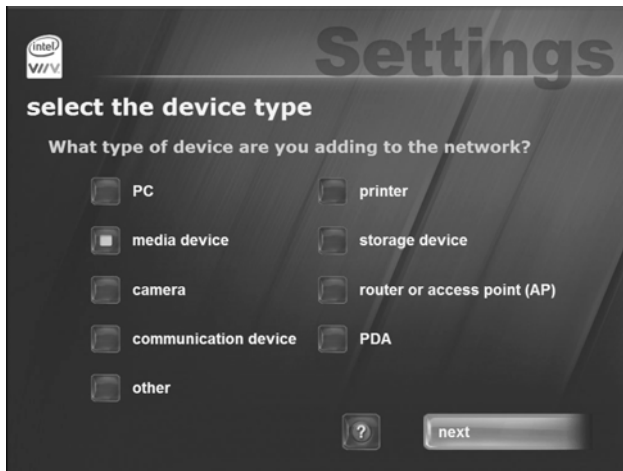 intel
VIIV
Settings
select the device type
What type of device are you adding to the network?
PC
printer
media device
storage device
camera
router or access point (AP)
communication device
PDA
other
?
next